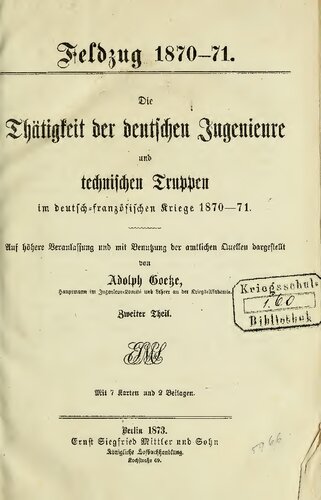 Feldzug 1870–71.
Die
Thätigkeit der deutschen Ingenieure
und
technischen Truppen
im deutsch-französischen Kriege 1870—71.
Auf höhere Veranlassung und mit Benutzung der amtlichen Quellen dargestellt
von
Adolph Goetze,
Hauptmann im Ingenieur-Comité und Lehrer an der Kriegsakademie.
Kriegsschul-
160
Bibliothek
Zweiter Theil.
Mit 7 Karten und 2 Beilagen.
Berlin 1873.
Ernst Siegfried Mittler und Sohn
Königliche Hofbuchhandlung.
Kochstraße 69.